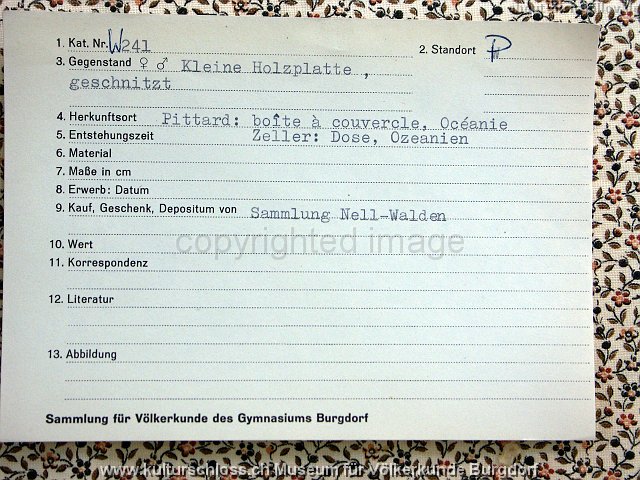 1. Kat. Nr. W241 2. Standort P
3. Gegenstand ♀ ♂ Kleine Holzplatte ,
geschnitzt
4. Herkunftsort Pittard: boîte à couvercle, Océanie
5. Entstehungszeit Zeller: Dose, Ozeanien
6. Material
7. Maße in cm
8. Erwerb: Datum
9. Kauf, Geschenk, Depositum von Sammlung Nell-Walden
copyrighted image
10. Wert
11. Korrespondenz
12. Literatur
13. Abbildung
Sammlung für Völkerkunde des Gymnasiums Burgdorf
www.kulturschloss.ch Museum für Völkerkunde Burgdorf